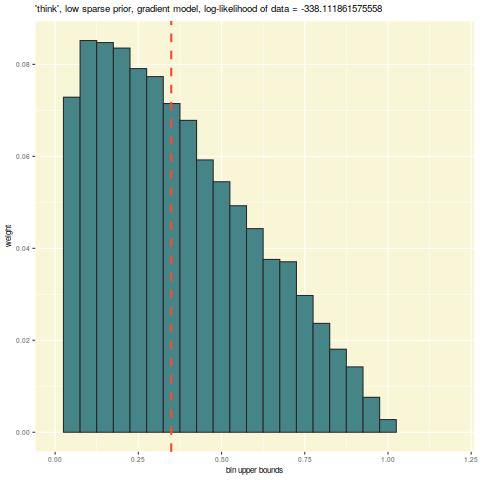 'think', low sparse prior, gradient model, log-likelihood of data = -338.111861575558
0.08
0.06
0.04
0.02
0.00
weight
0.00 0.25 0.50 0.75 1.00 1.25
bin upper bounds